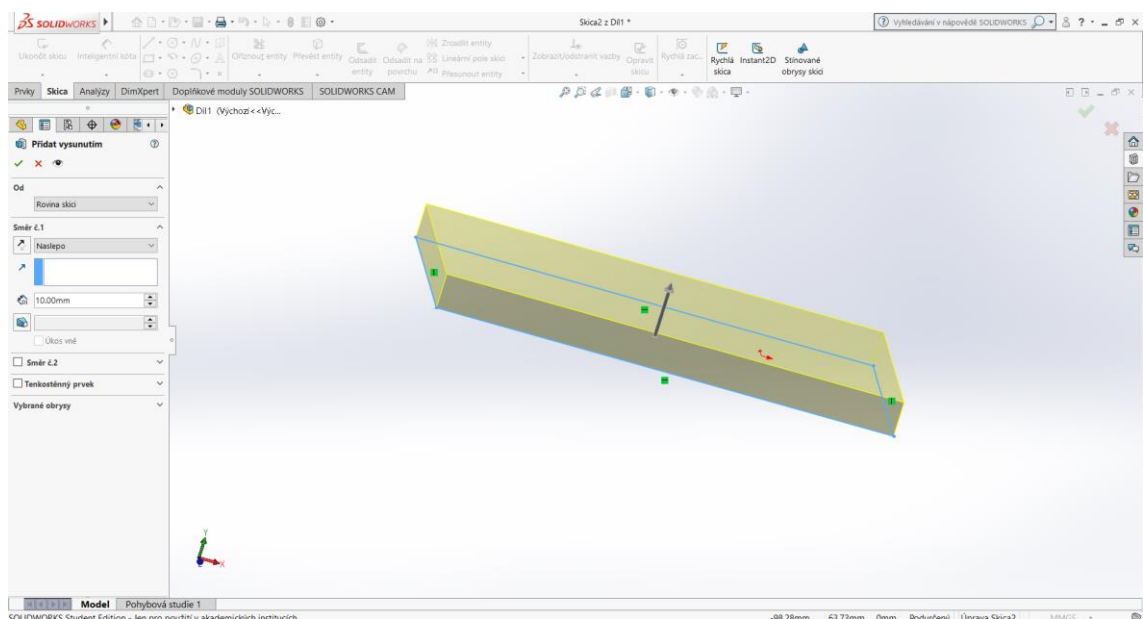 SOLIDWORKS
Skica2 z Díl1 *
Vyhledávání v nápovědě SOLIDWORKS
Ukončit skicu
Inteligentní kóta
Oříznout entity
Převést entity
Odsadit entity
Odsadit na povrchu
Zrcadlit entity
Lineární pole skici
Přesunout entity
Zobrazit/odstranit vazby
Opravit skicu
Rychlé zac...
Rychlá skica
Instant2D
Stínované obrysy skici
Prvky Skica Analýzy DimXpert Doplňkové moduly SOLIDWORKS SOLIDWORKS CAM
Díl1 (Výchozí<<Výc...
Přidat vysunutím
Od
Rovina skici
Směr č.1
Naslepo
10.00mm
Úkos vně
Směr č.2
Tenkostěnný prvek
Vybrané obrysy
Y
X
Z
Model Pohybová studie 1
SOLIDWORKS Student Edition - Jen pro použití v akademických institucích
-98.28mm 63.73mm 0mm Podurčený Úprava Skica2 MMGS